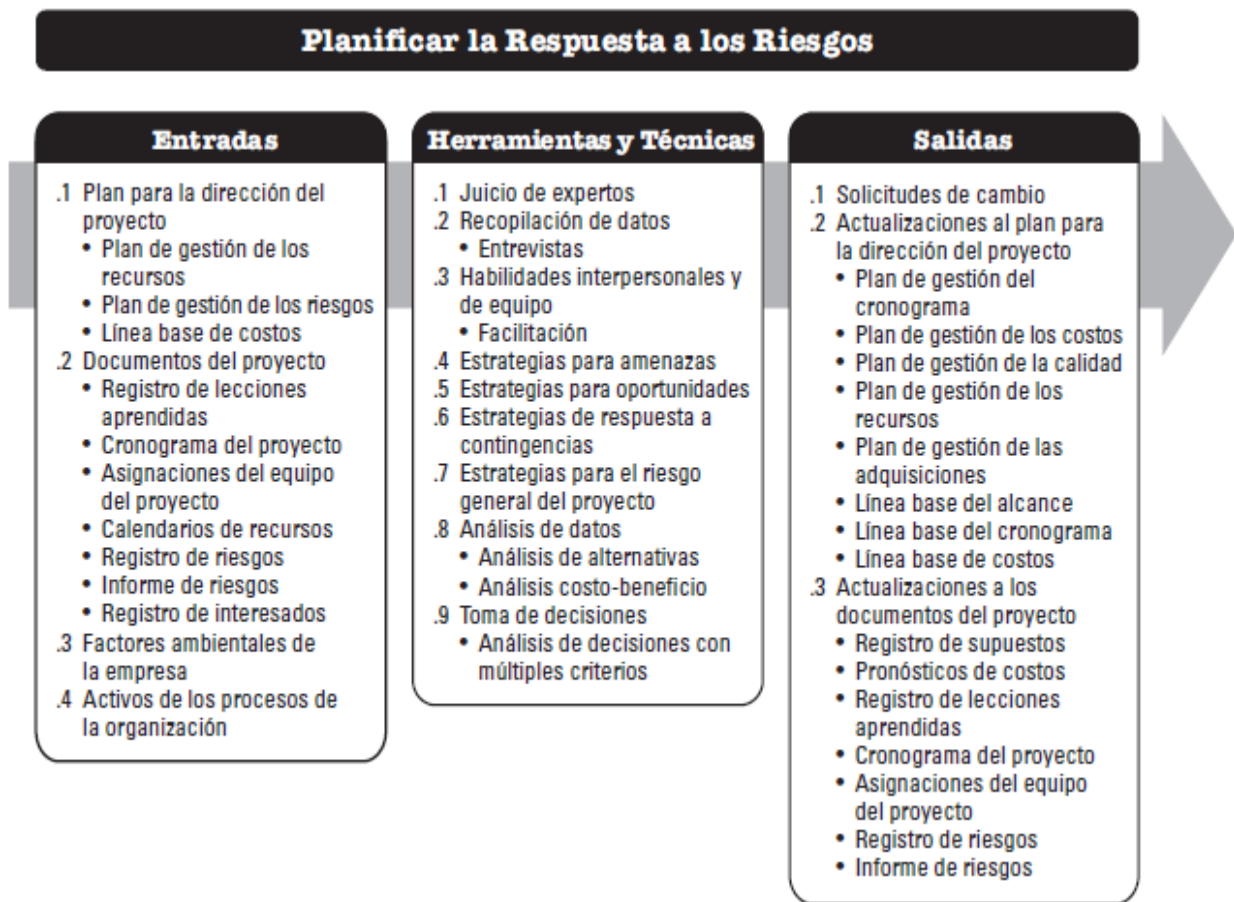 Planificar la Respuesta a los Riesgos
Entradas
.1 Plan para la dirección del
proyecto
• Plan de gestión de los
recursos
• Plan de gestión de los riesgos
• Línea base de costos
.2 Documentos del proyecto
• Registro de lecciones
aprendidas
• Cronograma del proyecto
• Asignaciones del equipo
del proyecto
• Calendarios de recursos
• Registro de riesgos
• Informe de riesgos
• Registro de interesados
.3 Factores ambientales de
la empresa
.4 Activos de los procesos de
la organización
Herramientas y Técnicas
.1 Juicio de expertos
.2 Recopilación de datos
• Entrevistas
.3 Habilidades interpersonales y
de equipo
• Facilitación
.4 Estrategias para amenazas
.5 Estrategias para oportunidades
.6 Estrategias de respuesta a
contingencias
.7 Estrategias para el riesgo
general del proyecto
.8 Análisis de datos
• Análisis de alternativas
• Análisis costo-beneficio
.9 Toma de decisiones
• Análisis de decisiones con
múltiples criterios
Salidas
.1 Solicitudes de cambio
.2 Actualizaciones al plan para
la dirección del proyecto
• Plan de gestión del
cronograma
• Plan de gestión de los costos
• Plan de gestión de la calidad
• Plan de gestión de los
recursos
• Plan de gestión de las
adquisiciones
• Línea base del alcance
• Línea base del cronograma
• Línea base de costos
.3 Actualizaciones a los
documentos del proyecto
• Registro de supuestos
• Pronósticos de costos
• Registro de lecciones
aprendidas
• Cronograma del proyecto
• Asignaciones del equipo
del proyecto
• Registro de riesgos
• Informe de riesgos